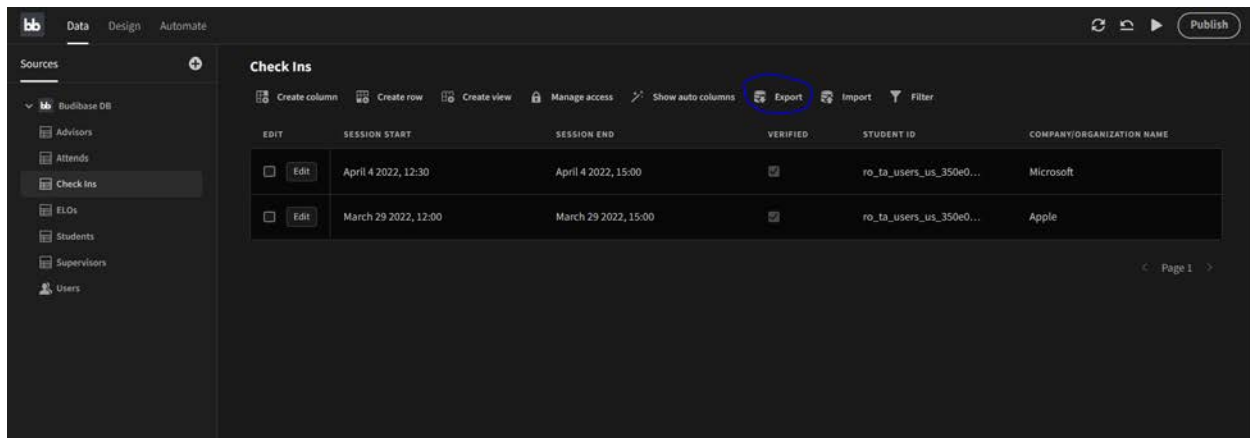 bb Data Design Automate Publish
Sources
Check Ins
Create column Create row Create view Manage access Show auto columns Export Import Filter
bb Budibase DB
Advisors
Attends
Check Ins
ELOs
Students
Supervisors
Users
EDIT SESSION START SESSION END VERIFIED STUDENT ID COMPANY/ORGANIZATION NAME
Edit April 4 2022, 12:30 April 4 2022, 15:00 ro_ta_users_us_350e0... Microsoft
Edit March 29 2022, 12:00 March 29 2022, 15:00 ro_ta_users_us_350e0... Apple
Page 1